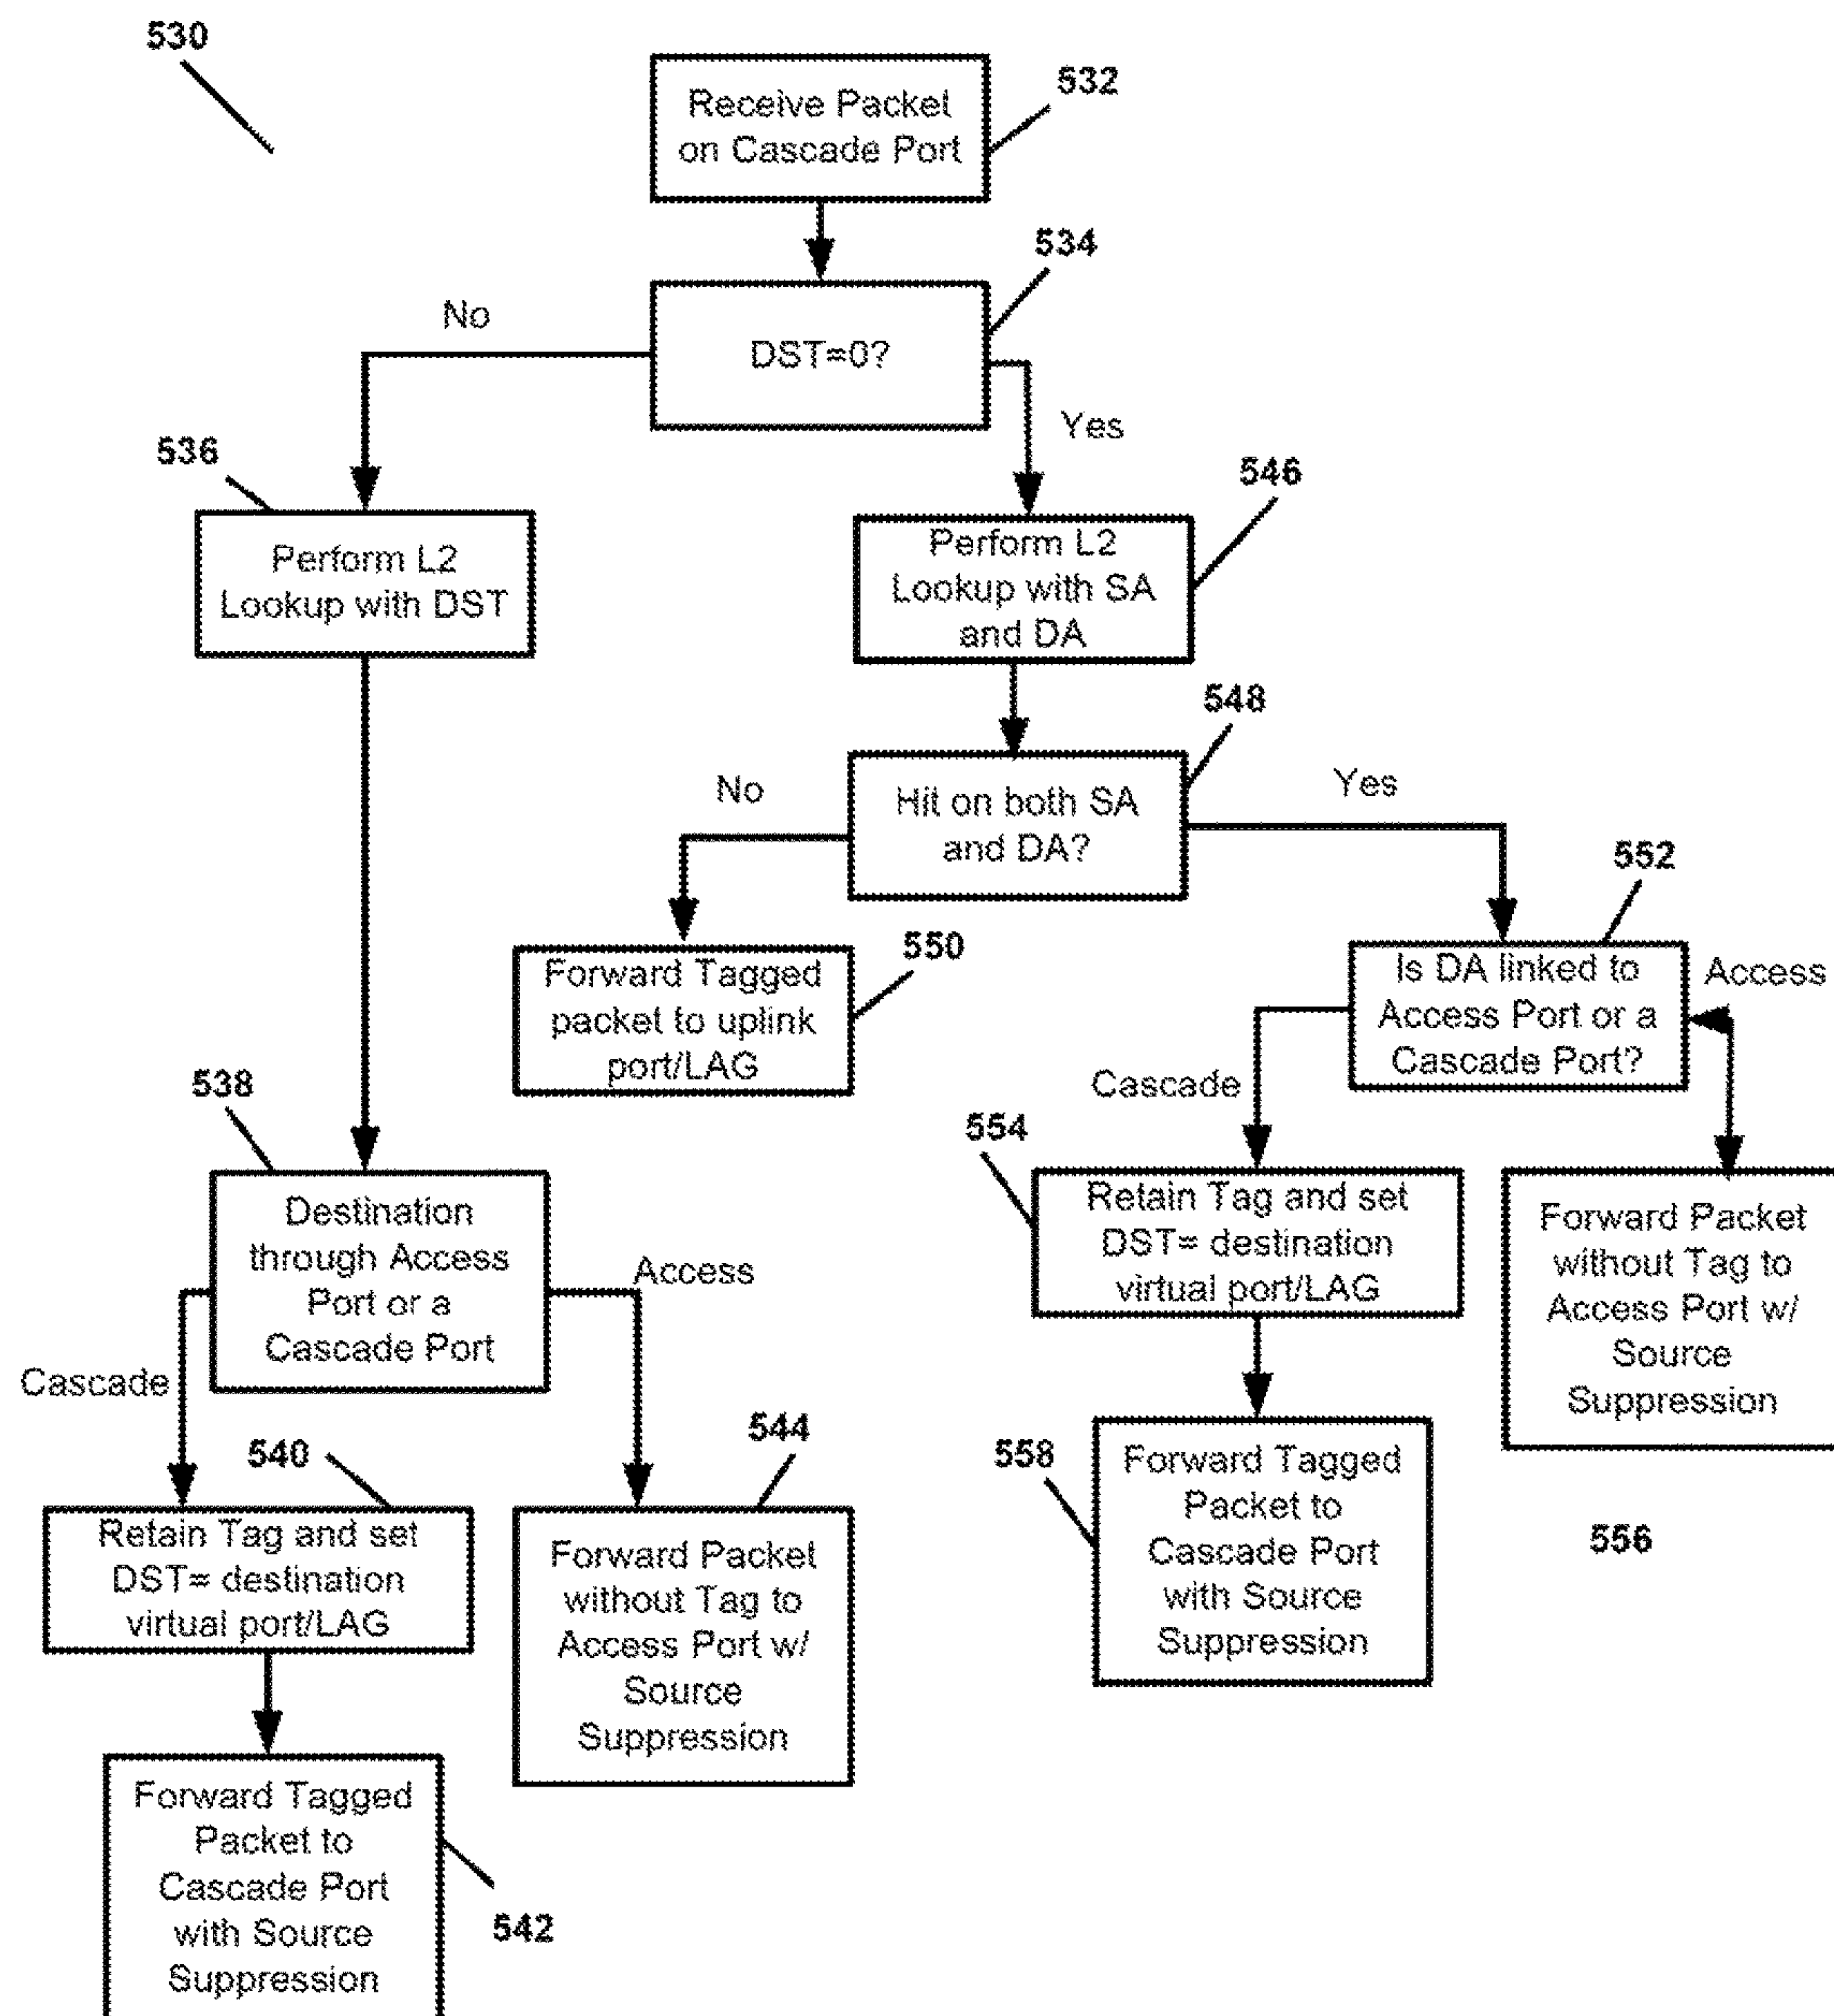 530
Receive Packet
on Cascade Port
532
534
DST=0?
No
Yes
536
Perform L2
Lookup with DST
546
Perform L2
Lookup with SA
and DA
548
Hit on both SA
and DA?
No
Yes
550
Forward Tagged
packet to uplink
port/LAG
552
Is DA linked to
Access Port or a
Cascade Port?
Access
Cascade
538
Destination
through Access
Port or a
Cascade Port
Access
Cascade
554
Retain Tag and set
DST= destination
virtual port/LAG
Forward Packet
without Tag to
Access Port w/
Source
Suppression
556
540
Retain Tag and set
DST= destination
virtual port/LAG
544
Forward Packet
without Tag to
Access Port w/
Source
Suppression
558
Forward Tagged
Packet to
Cascade Port
with Source
Suppression
Forward Tagged
Packet to
Cascade Port
with Source
Suppression
542